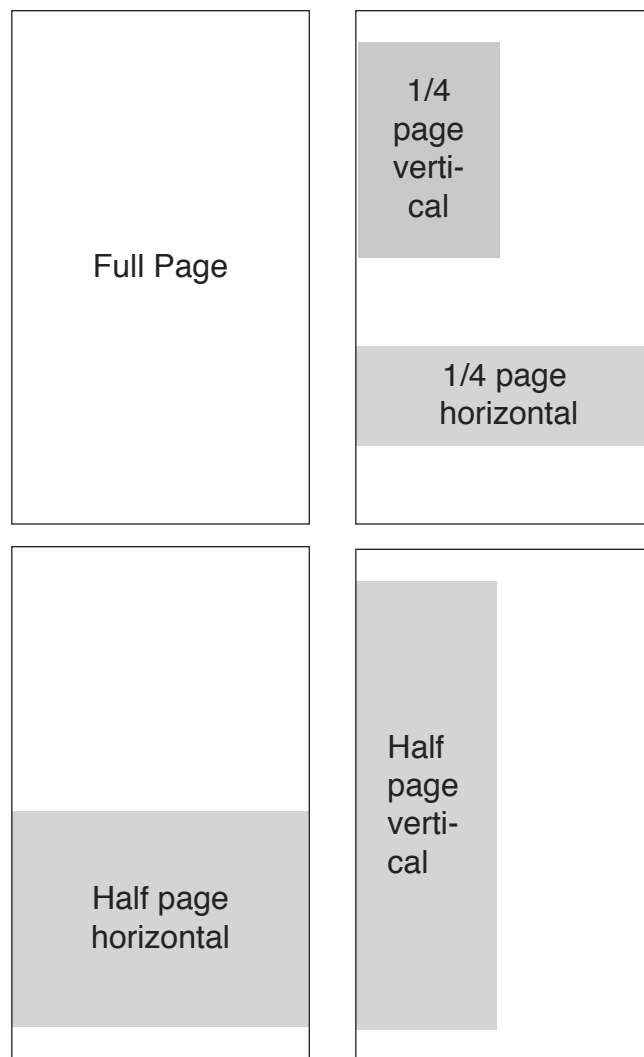 Full Page
1/4
page
verti-
cal
1/4 page
horizontal
Half page
horizontal
Half
page
verti-
cal